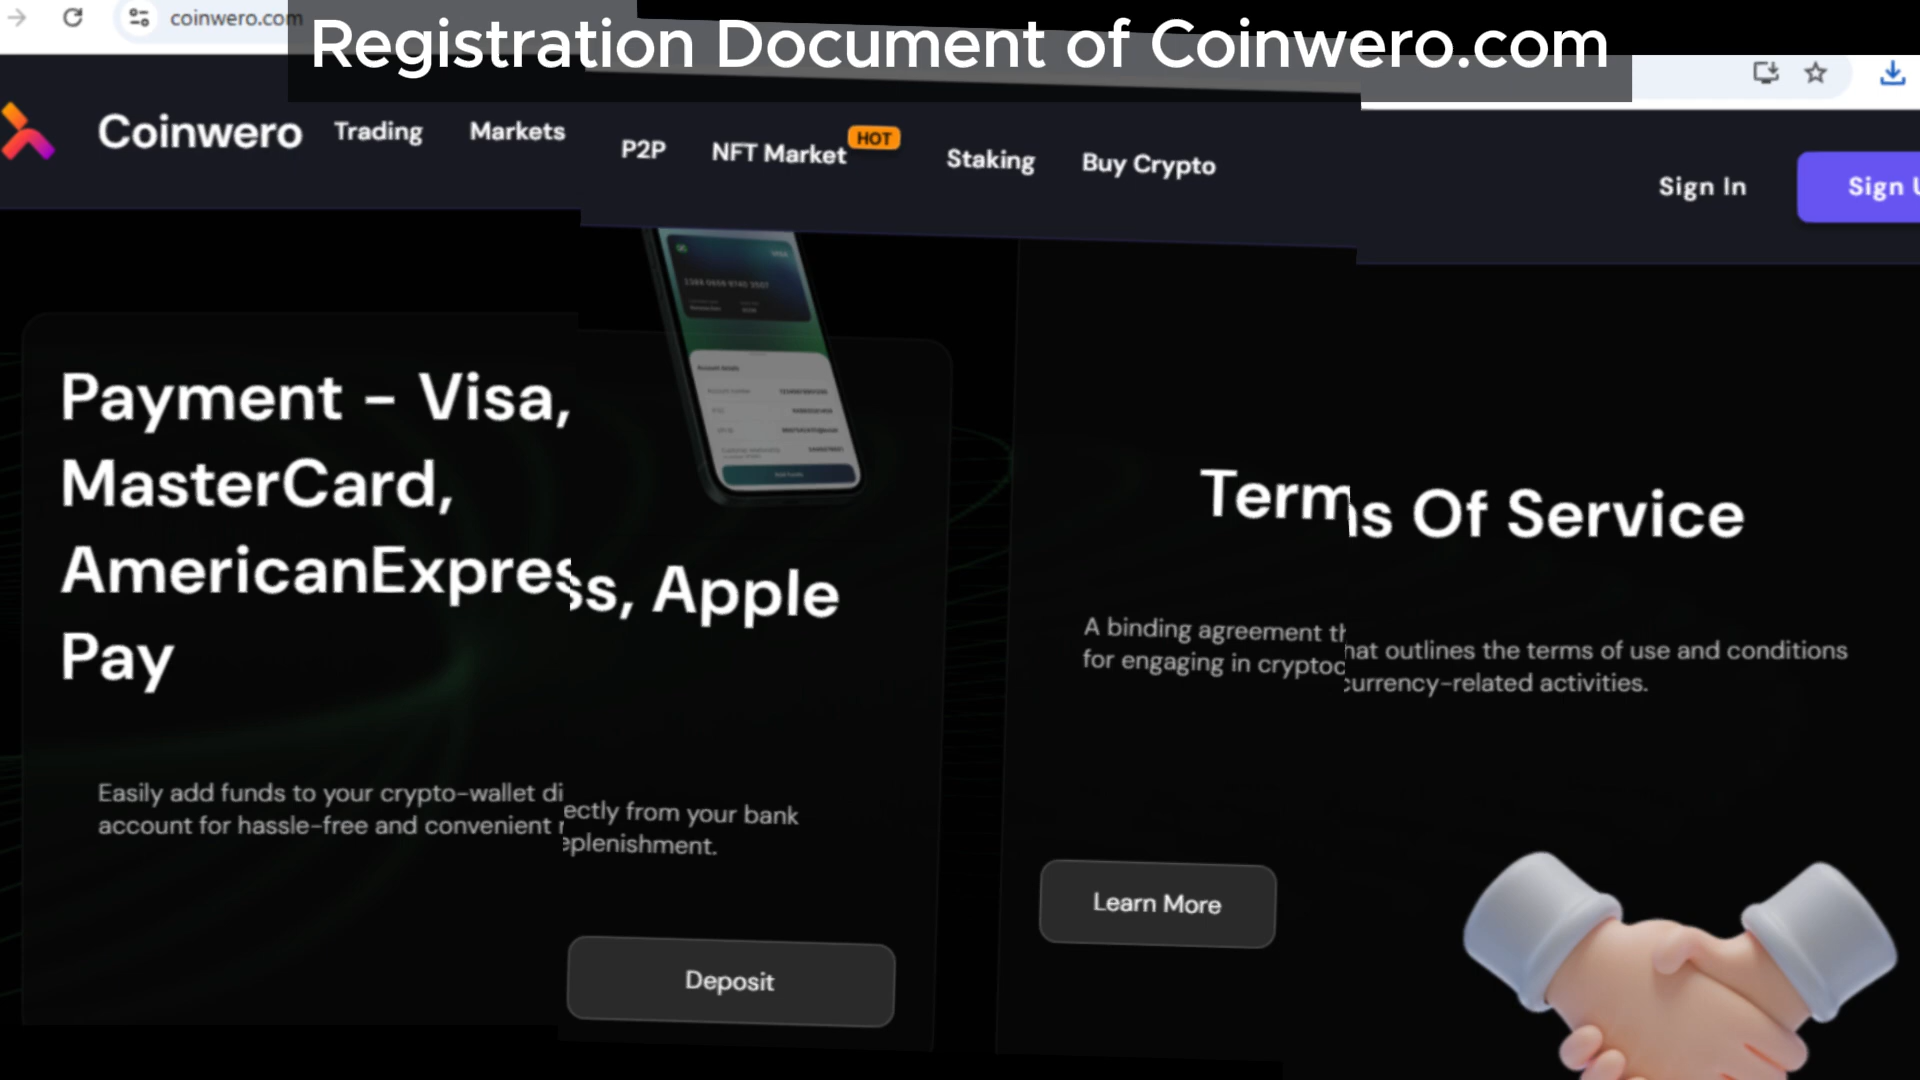 coinwero.com
Registration Document of Coinwero.com
Coinwero
Trading
Markets
P2P
NFT Market
HOT
Staking
Buy Crypto
Sign In
Sign U
VISA
Payment - Visa,
MasterCard,
AmericanExpress, Apple
Pay
Easily add funds to your crypto-wallet directly from your bank
account for hassle-free and convenient replenishment.
Deposit
Terms Of Service
A binding agreement that outlines the terms of use and conditions
for engaging in cryptocurrency-related activities.
Learn More